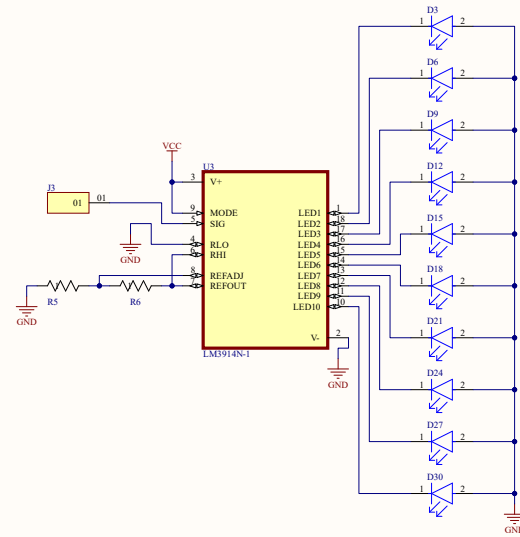 D3
1 2
D6
1 2
D9
1 2
VCC
U3
D12
3 V+
1 2
J3
01 01
9 MODE LED1 1
5 SIG LED2 18
LED3 17
D15
4 RLO LED4 16
1 2
6 RHI LED5 15
GND
LED6 14
D18
8 REFADJ LED7 13
1 2
7 REFOUT LED8 12
LED9 11
R5 R6
LED10 10
D21
GND
V- 2
1 2
LM3914N-1
GND
D24
1 2
D27
1 2
D30
1 2
GND